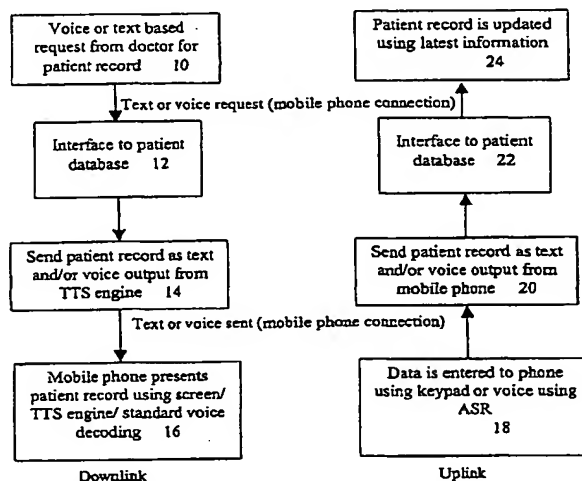 Voice or text based
request from doctor for
patient record 10
Text or voice request (mobile phone connection)
Interface to patient
database 12
Send patient record as text
and/or voice output from
TTS engine 14
Text or voice sent (mobile phone connection)
Mobile phone presents
patient record using screen/
TTS engine/ standard voice
decoding 16
Downlink
Patient record is updated
using latest information
24
Interface to patient
database 22
Send patient record as text
and/or voice output from
mobile phone 20
Data is entered to phone
using keypad or voice using
ASR
18
Uplink